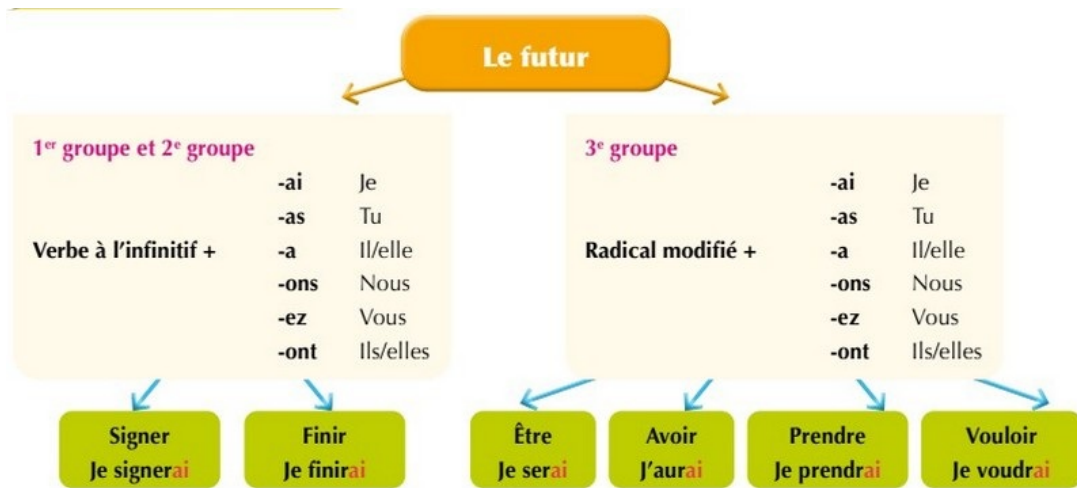 Le futur
1er groupe et 2e groupe
-ai Je
-as Tu
Verbe à l'infinitif + -a Il/elle
-ons Nous
-ez Vous
-ont Ils/elles
3e groupe
-ai Je
-as Tu
Radical modifié + -a Il/elle
-ons Nous
-ez Vous
-ont Ils/elles
Signer
Je signerai
Finir
Je finirai
Être
Je serai
Avoir
J'aurai
Prendre
Je prendrai
Vouloir
Je voudrai